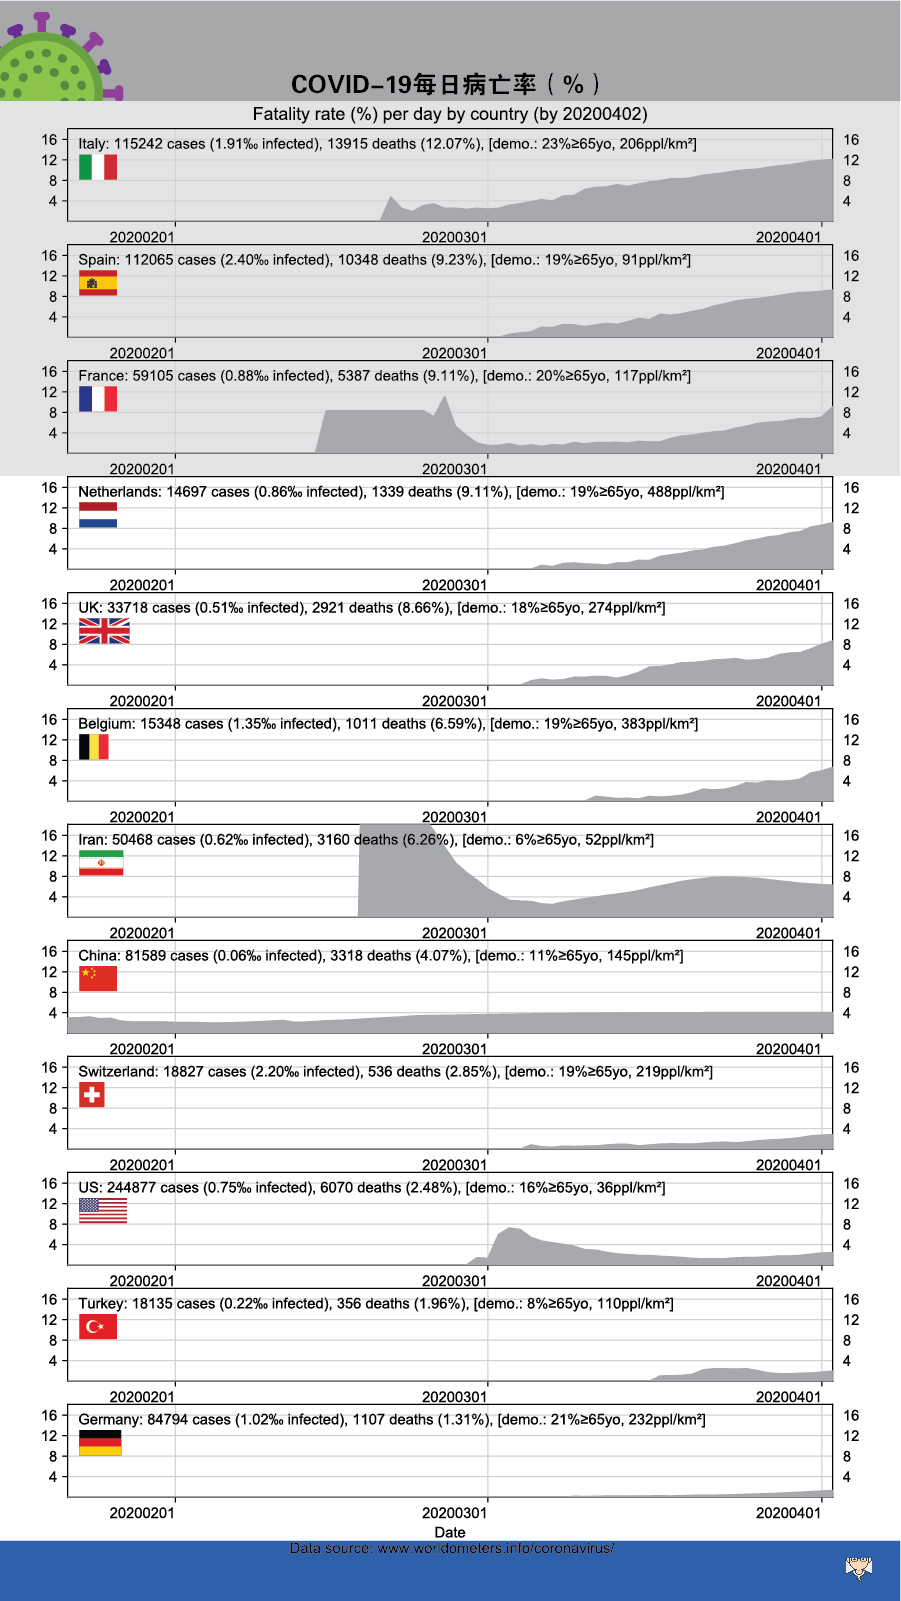 COVID-19每日病亡率（%）
Fatality rate (%) per day by country (by 20200402)
16 Italy: 115242 cases (1.91‰ infected), 13915 deaths (12.07%), [demo.: 23%≥65yo, 206ppl/km²] 16
12 12
8 8
4 4
20200201 20200301 20200401
16 Spain: 112065 cases (2.40‰ infected), 10348 deaths (9.23%), [demo.: 19%≥65yo, 91ppl/km²] 16
12 12
8 8
4 4
20200201 20200301 20200401
16 France: 59105 cases (0.88‰ infected), 5387 deaths (9.11%), [demo.: 20%≥65yo, 117ppl/km²] 16
12 12
8 8
4 4
20200201 20200301 20200401
16 Netherlands: 14697 cases (0.86‰ infected), 1339 deaths (9.11%), [demo.: 19%≥65yo, 488ppl/km²] 16
12 12
8 8
4 4
20200201 20200301 20200401
16 UK: 33718 cases (0.51‰ infected), 2921 deaths (8.66%), [demo.: 18%≥65yo, 274ppl/km²] 16
12 12
8 8
4 4
20200201 20200301 20200401
16 Belgium: 15348 cases (1.35‰ infected), 1011 deaths (6.59%), [demo.: 19%≥65yo, 383ppl/km²] 16
12 12
8 8
4 4
20200201 20200301 20200401
16 Iran: 50468 cases (0.62‰ infected), 3160 deaths (6.26%), [demo.: 6%≥65yo, 52ppl/km²] 16
12 12
8 8
4 4
20200201 20200301 20200401
16 China: 81589 cases (0.06‰ infected), 3318 deaths (4.07%), [demo.: 11%≥65yo, 145ppl/km²] 16
12 12
8 8
4 4
20200201 20200301 20200401
16 Switzerland: 18827 cases (2.20‰ infected), 536 deaths (2.85%), [demo.: 19%≥65yo, 219ppl/km²] 16
12 12
8 8
4 4
20200201 20200301 20200401
16 US: 244877 cases (0.75‰ infected), 6070 deaths (2.48%), [demo.: 16%≥65yo, 36ppl/km²] 16
12 12
8 8
4 4
20200201 20200301 20200401
16 Turkey: 18135 cases (0.22‰ infected), 356 deaths (1.96%), [demo.: 8%≥65yo, 110ppl/km²] 16
12 12
8 8
4 4
20200201 20200301 20200401
16 Germany: 84794 cases (1.02‰ infected), 1107 deaths (1.31%), [demo.: 21%≥65yo, 232ppl/km²] 16
12 12
8 8
4 4
20200201 20200301 20200401
Date
Data source: www.worldometers.info/coronavirus/